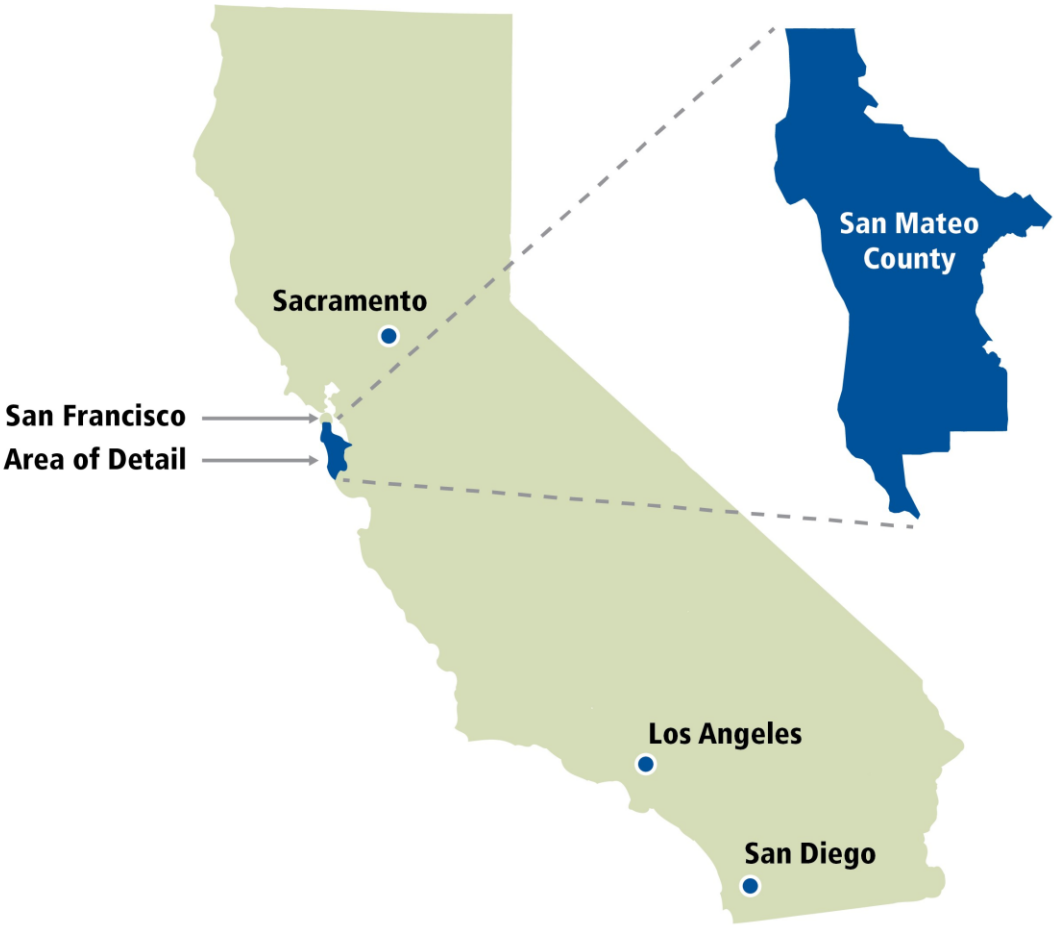 San Mateo
County
Sacramento
San Francisco
Area of Detail
Los Angeles
San Diego